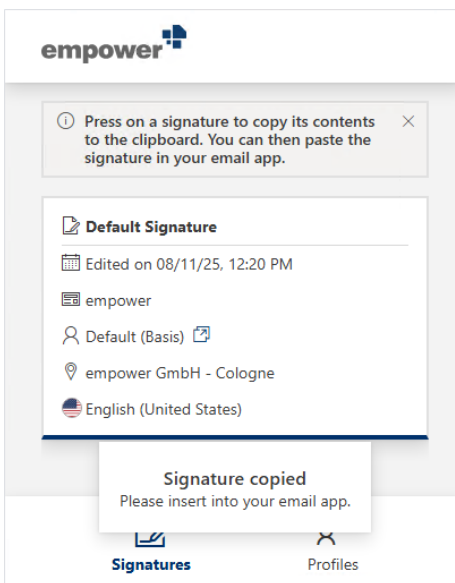 empower
Press on a signature to copy its contents
to the clipboard. You can then paste the
signature in your email app.
Default Signature
Edited on 08/11/25, 12:20 PM
empower
Default (Basis)
empower GmbH - Cologne
English (United States)
Signature copied
Please insert into your email app.
Signatures
Profiles